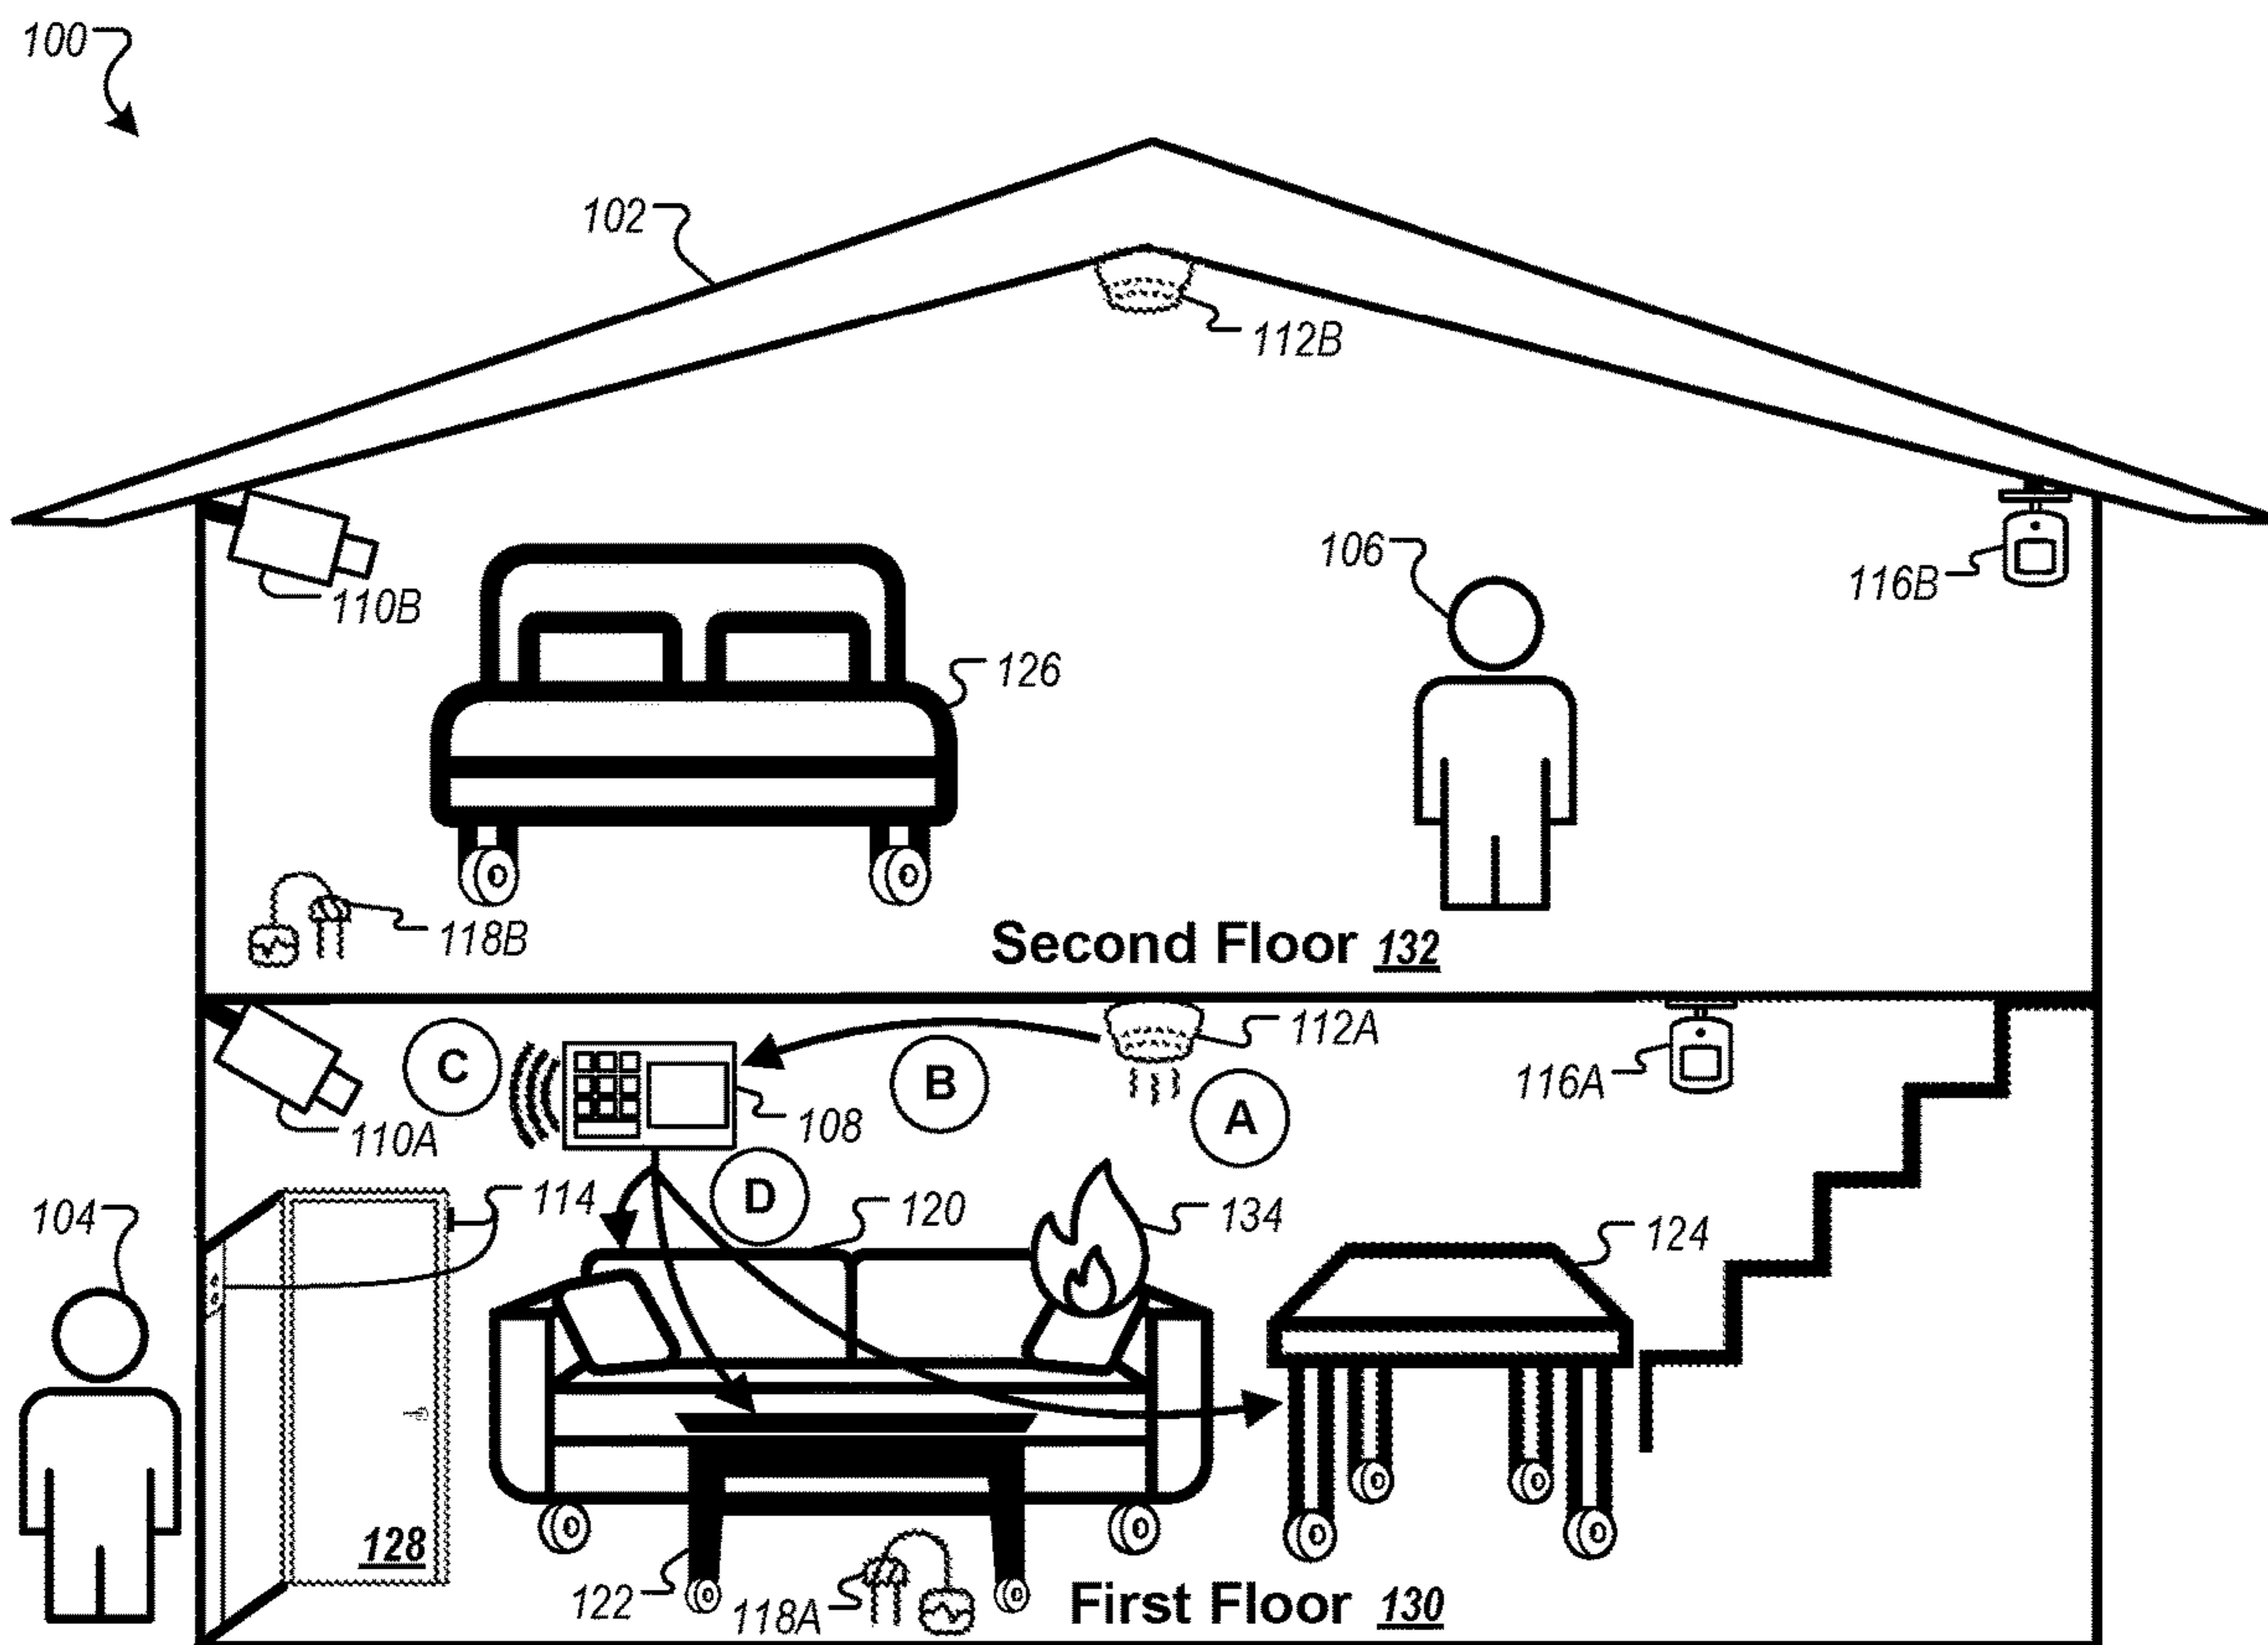 100
102
112B
106
116B
110B
126
118B
Second Floor 132
112A
C
B
116A
A
108
110A
D
114
120
134
104
124
128
122
118A
First Floor 130